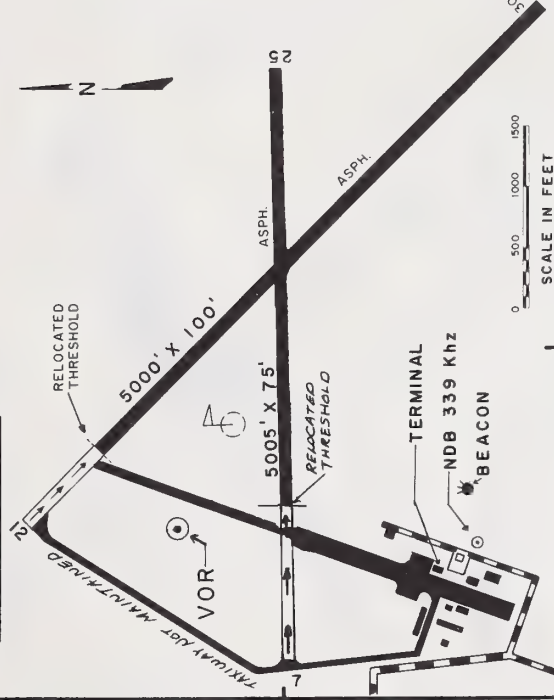 30
N
25
ASPH.
ASPH.
RELOCATED
THRESHOLD
5000' X 100'
5005' X 75'
RELOCATED
THRESHOLD
12
VOR
TAXIWAY NOT MAINTAINED
7
0 500 1000 1500
SCALE IN FEET
TERMINAL
NDB 339 Khz
BEACON